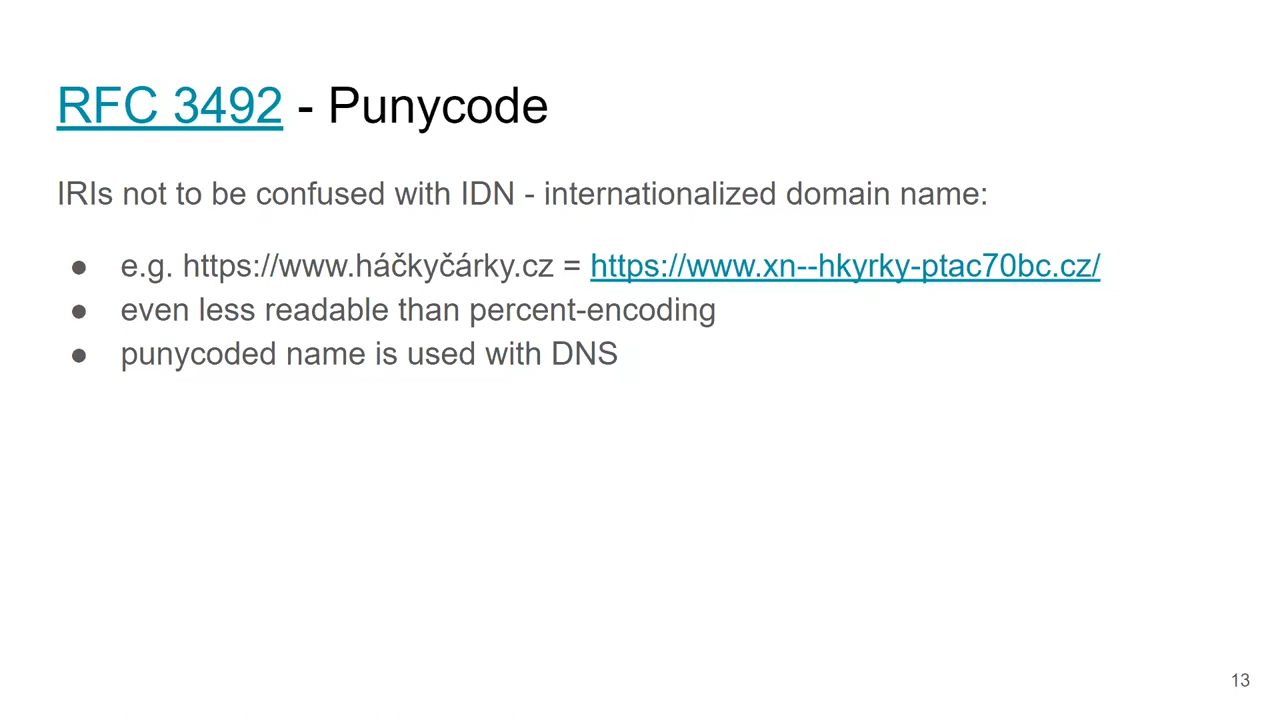 RFC 3492 - Punycode
IRIs not to be confused with IDN - internationalized domain name:
● e.g. https://www.háčkyčárky.cz = https://www.xn--hkyrky-ptac70bc.cz/
● even less readable than percent-encoding
● punycoded name is used with DNS
13